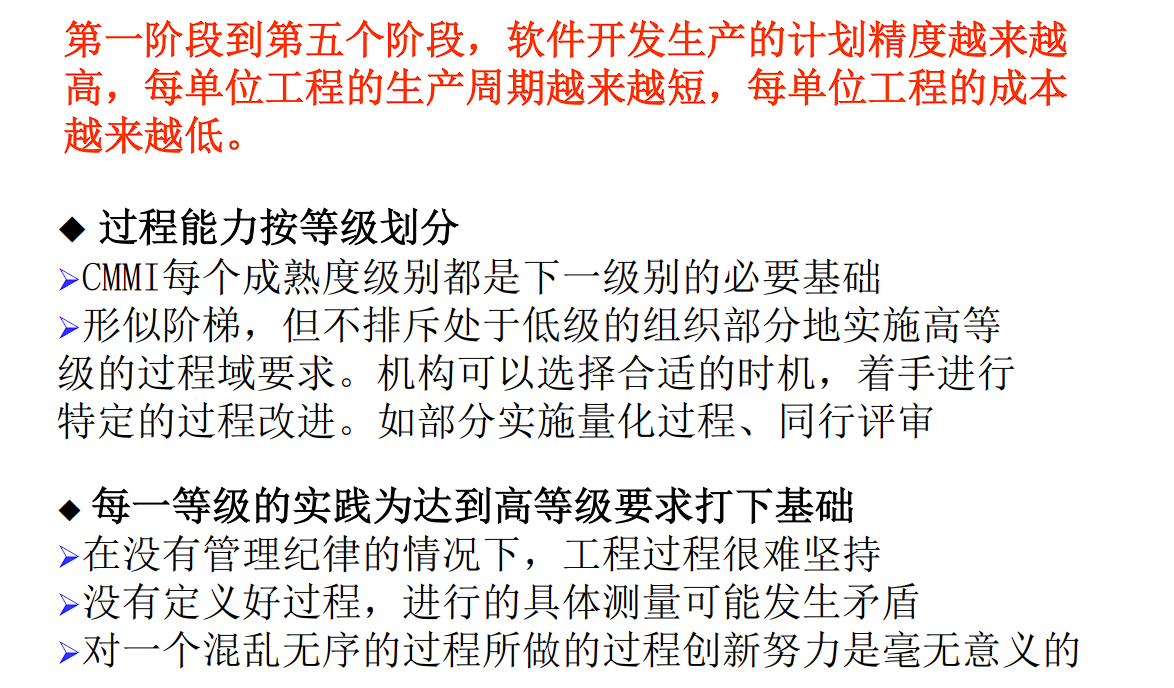 第一阶段到第五个阶段，软件开发生产的计划精度越来越
高，每单位工程的生产周期越来越短，每单位工程的成本
越来越低。
◆ 过程能力按等级划分
➢CMMI每个成熟度级别都是下一级别的必要基础
➢形似阶梯，但不排斥处于低级的组织部分地实施高等
级的过程域要求。机构可以选择合适的时机，着手进行
特定的过程改进。如部分实施量化过程、同行评审
◆ 每一等级的实践为达到高等级要求打下基础
➢在没有管理纪律的情况下，工程过程很难坚持
➢没有定义好过程，进行的具体测量可能发生矛盾
➢对一个混乱无序的过程所做的过程创新努力是毫无意义的